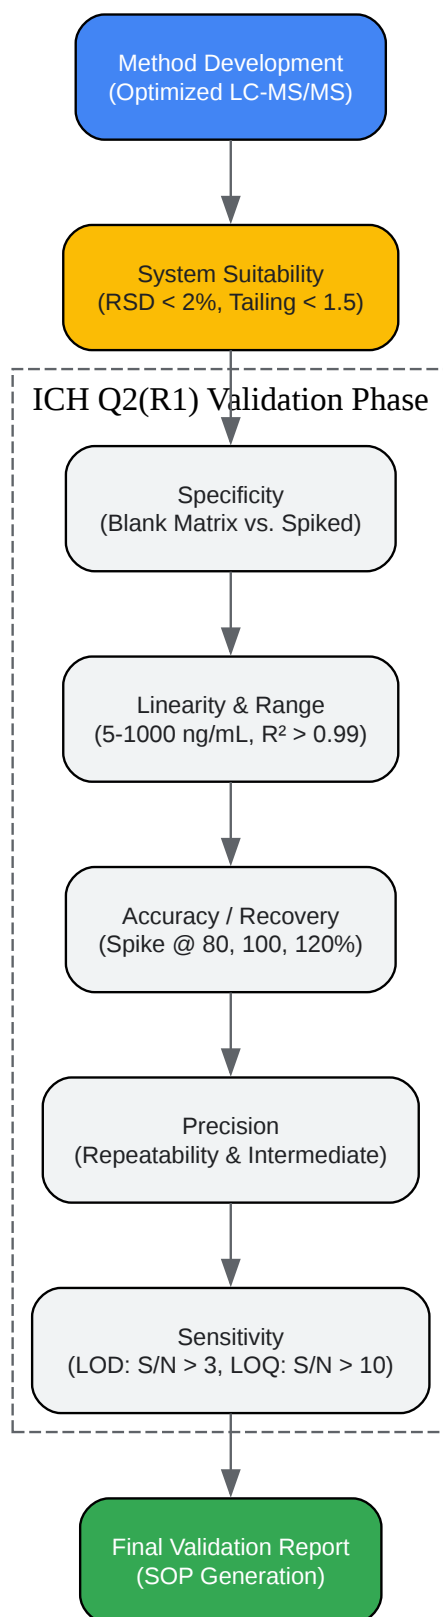 Method Development
(Optimized LC-MS/MS)
System Suitability
(RSD < 2%, Tailing < 1.5)
ICH Q2(R1) Validation Phase
Specificity
(Blank Matrix vs. Spiked)
Linearity & Range
(5-1000 ng/mL, R² > 0.99)
Accuracy / Recovery
(Spike @ 80, 100, 120%)
Precision
(Repeatability & Intermediate)
Sensitivity
(LOD: S/N > 3, LOQ: S/N > 10)
Final Validation Report
(SOP Generation)